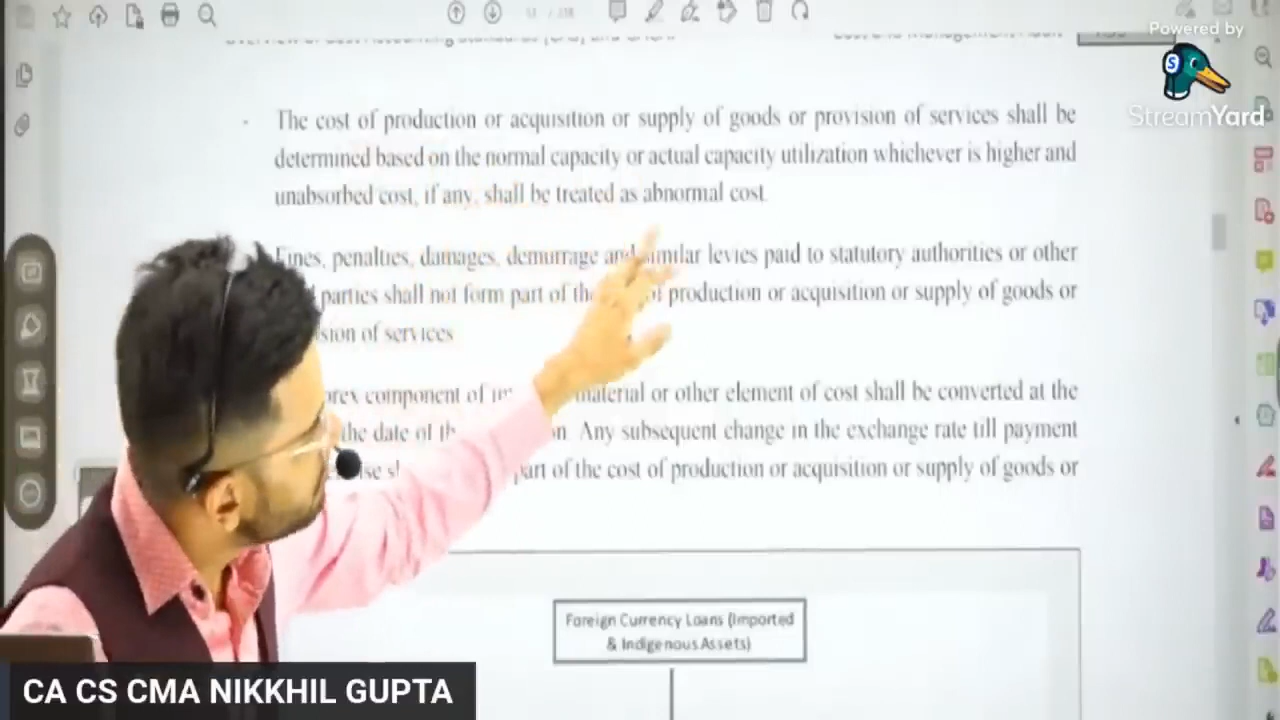 Powered by
StreamYard
- The cost of production or acquisition or supply of goods or provision of services shall be
determined based on the normal capacity or actual capacity utilization whichever is higher and
unabsorbed cost, if any, shall be treated as abnormal cost.
Fines, penalties, damages, demurrage and similar levies paid to statutory authorities or other
parties shall not form part of the of production or acquisition or supply of goods or
of services
component of material or other element of cost shall be converted at the
the date of Any subsequent change in the exchange rate till payment
part of the cost of production or acquisition or supply of goods or
Foreign Currency Loans (Imported
& Indigenous Assets)
CA CS CMA NIKKHIL GUPTA